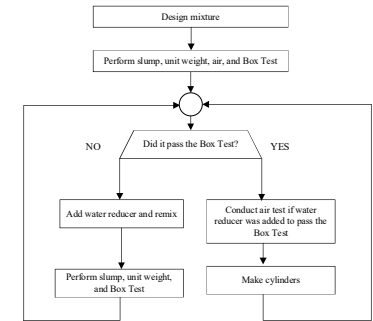 Design mixture
Perform slump, unit weight, air, and Box Test
NO
Did it pass the Box Test?
YES
Add water reducer and remix
Conduct air test if water
reducer was added to pass the
Box Test
Perform slump, unit weight,
and Box Test
Make cylinders